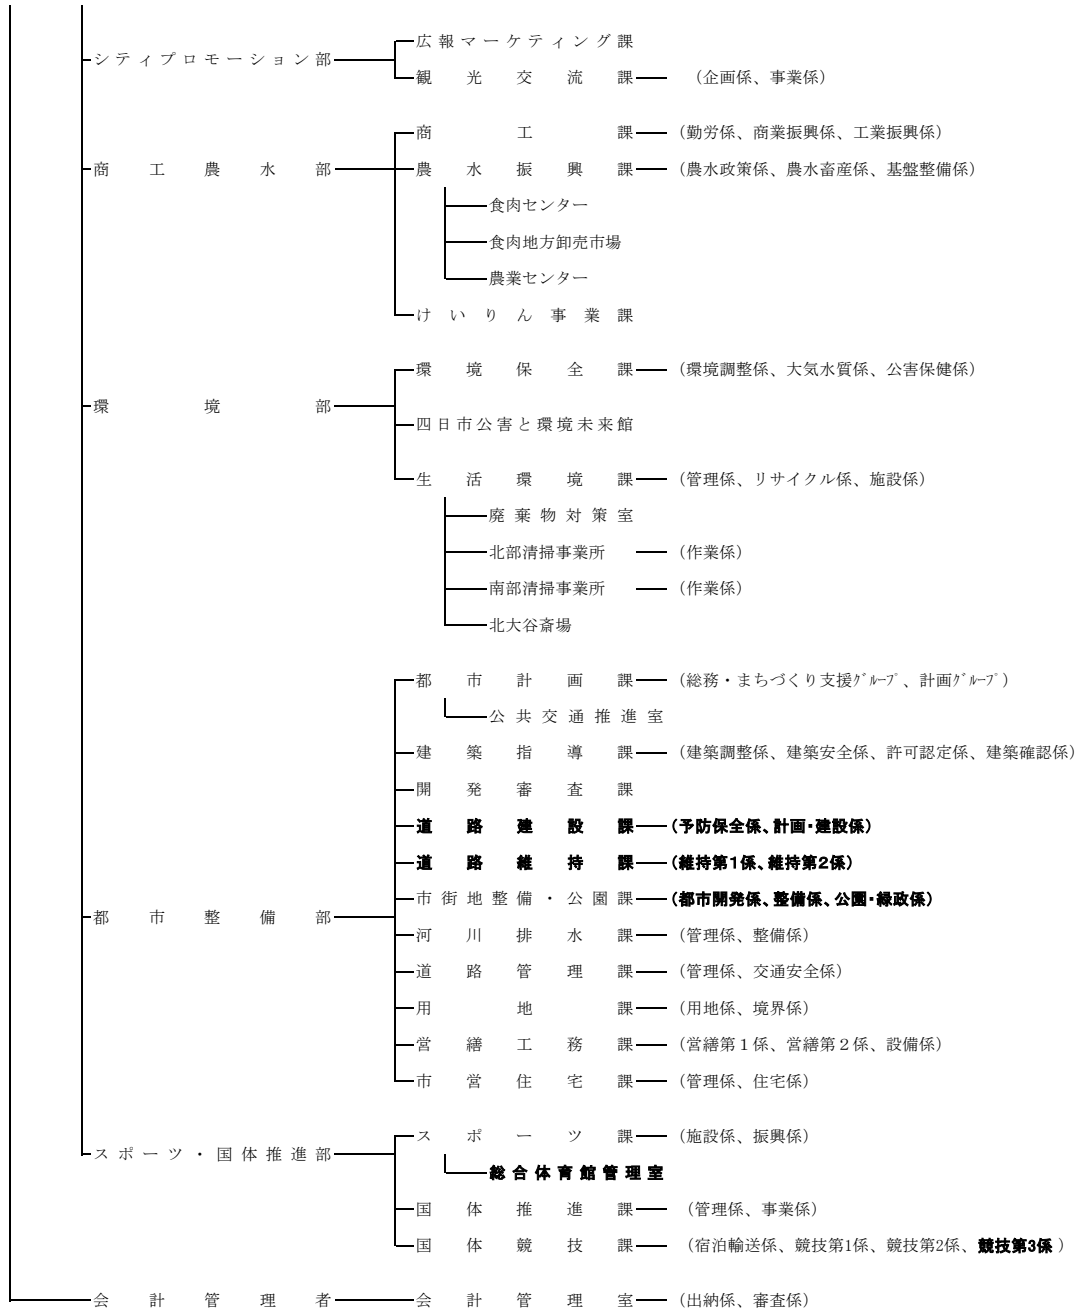 広報マーケティング課
シティプロモーション部
観光交流課 (企画係、事業係)
商工課 (勤労係、商業振興係、工業振興係)
商工農水部 農水振興課 (農水政策係、農水畜産係、基盤整備係)
食肉センター
食肉地方卸売市場
農業センター
けいりん事業課
環境保全課 (環境調整係、大気水質係、公害保健係)
環境部
四日市公害と環境未来館
生活環境課 (管理係、リサイクル係、施設係)
廃棄物対策室
北部清掃事業所 (作業係)
南部清掃事業所 (作業係)
北大谷斎場
都市計画課 (総務・まちづくり支援ｸﾞﾙｰﾌﾟ、計画ｸﾞﾙｰﾌﾟ)
公共交通推進室
建築指導課 (建築調整係、建築安全係、許可認定係、建築確認係)
開発審査課
道路建設課 (予防保全係、計画・建設係)
道路維持課 (維持第1係、維持第2係)
市街地整備・公園課 (都市開発係、整備係、公園・緑政係)
都市整備部
河川排水課 (管理係、整備係)
道路管理課 (管理係、交通安全係)
用地課 (用地係、境界係)
営繕工務課 (営繕第１係、営繕第２係、設備係)
市営住宅課 (管理係、住宅係)
スポーツ課 (施設係、振興係)
スポーツ・国体推進部
総合体育館管理室
国体推進課 (管理係、事業係)
国体競技課 (宿泊輸送係、競技第1係、競技第2係、競技第3係)
会計管理者 会計管理室 (出納係、審査係)